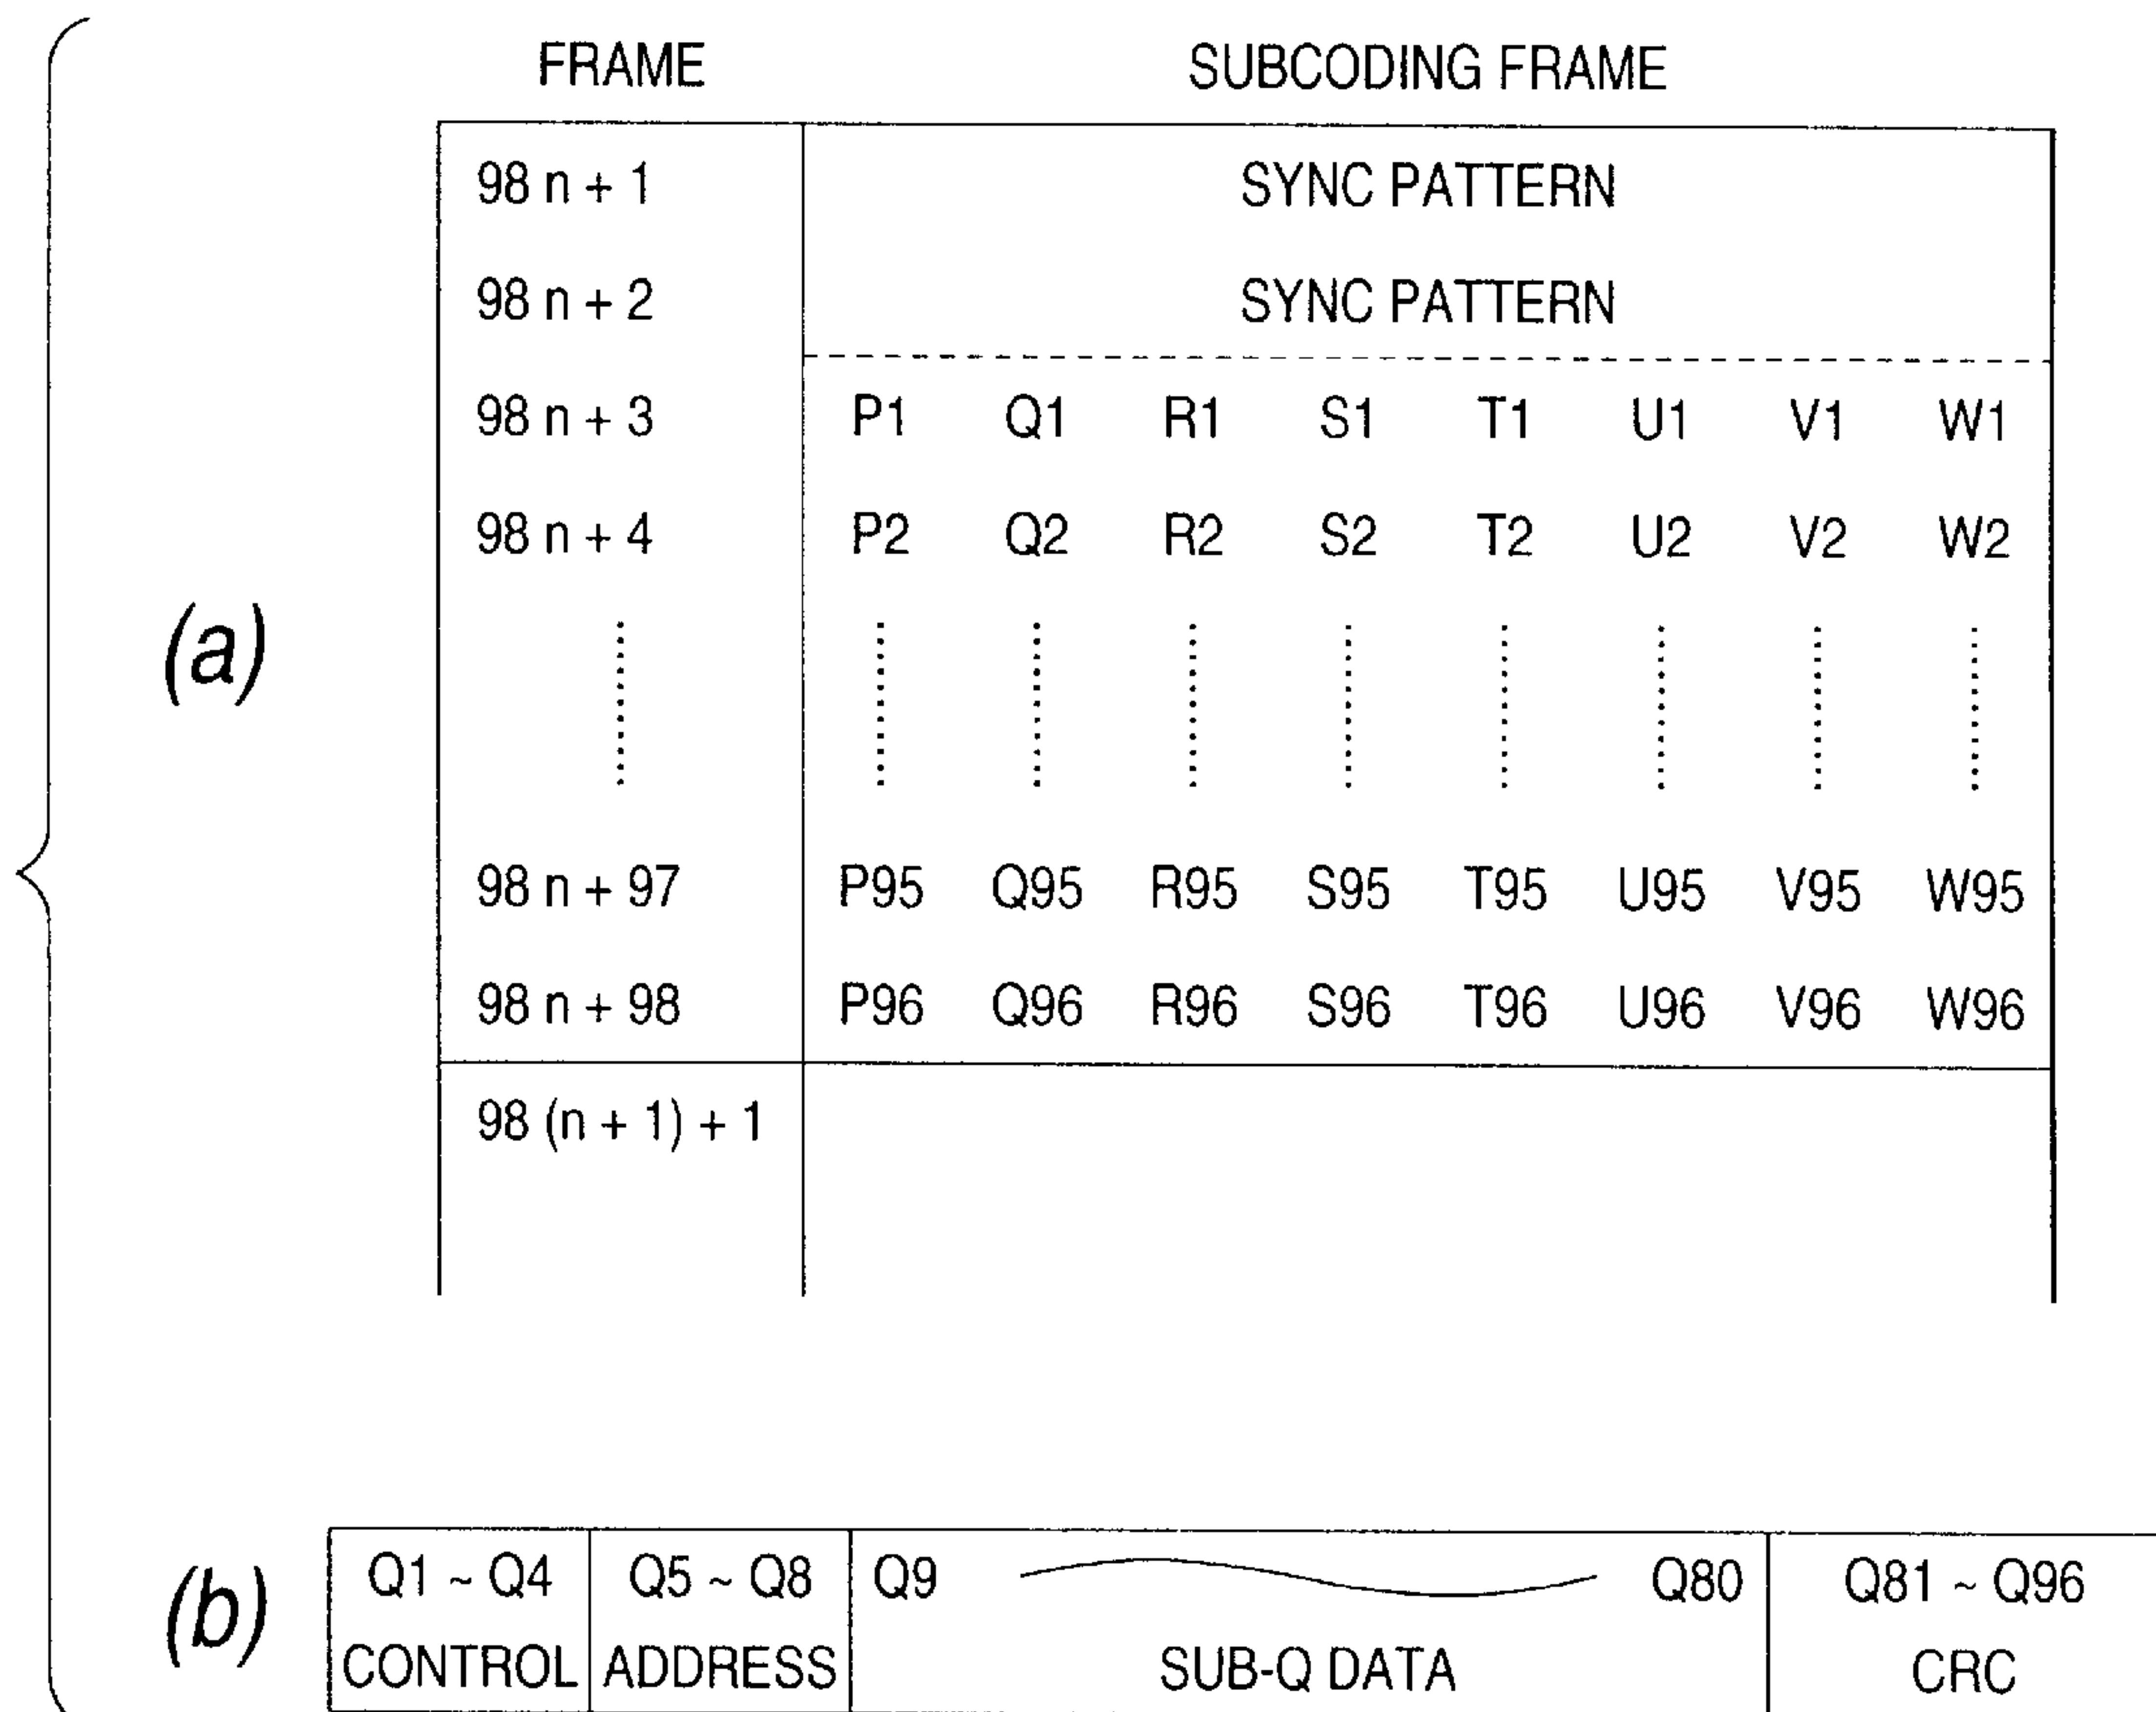 FRAME SUBCODING FRAME
98 n + 1 SYNC PATTERN
98 n + 2 SYNC PATTERN
98 n + 3 P1 Q1 R1 S1 T1 U1 V1 W1
98 n + 4 P2 Q2 R2 S2 T2 U2 V2 W2
(a)
98 n + 97 P95 Q95 R95 S95 T95 U95 V95 W95
98 n + 98 P96 Q96 R96 S96 T96 U96 V96 W96
98 (n + 1) + 1
(b)
Q1 ~ Q4 Q5 ~ Q8 Q9 Q80 Q81 ~ Q96
CONTROL ADDRESS SUB-Q DATA CRC